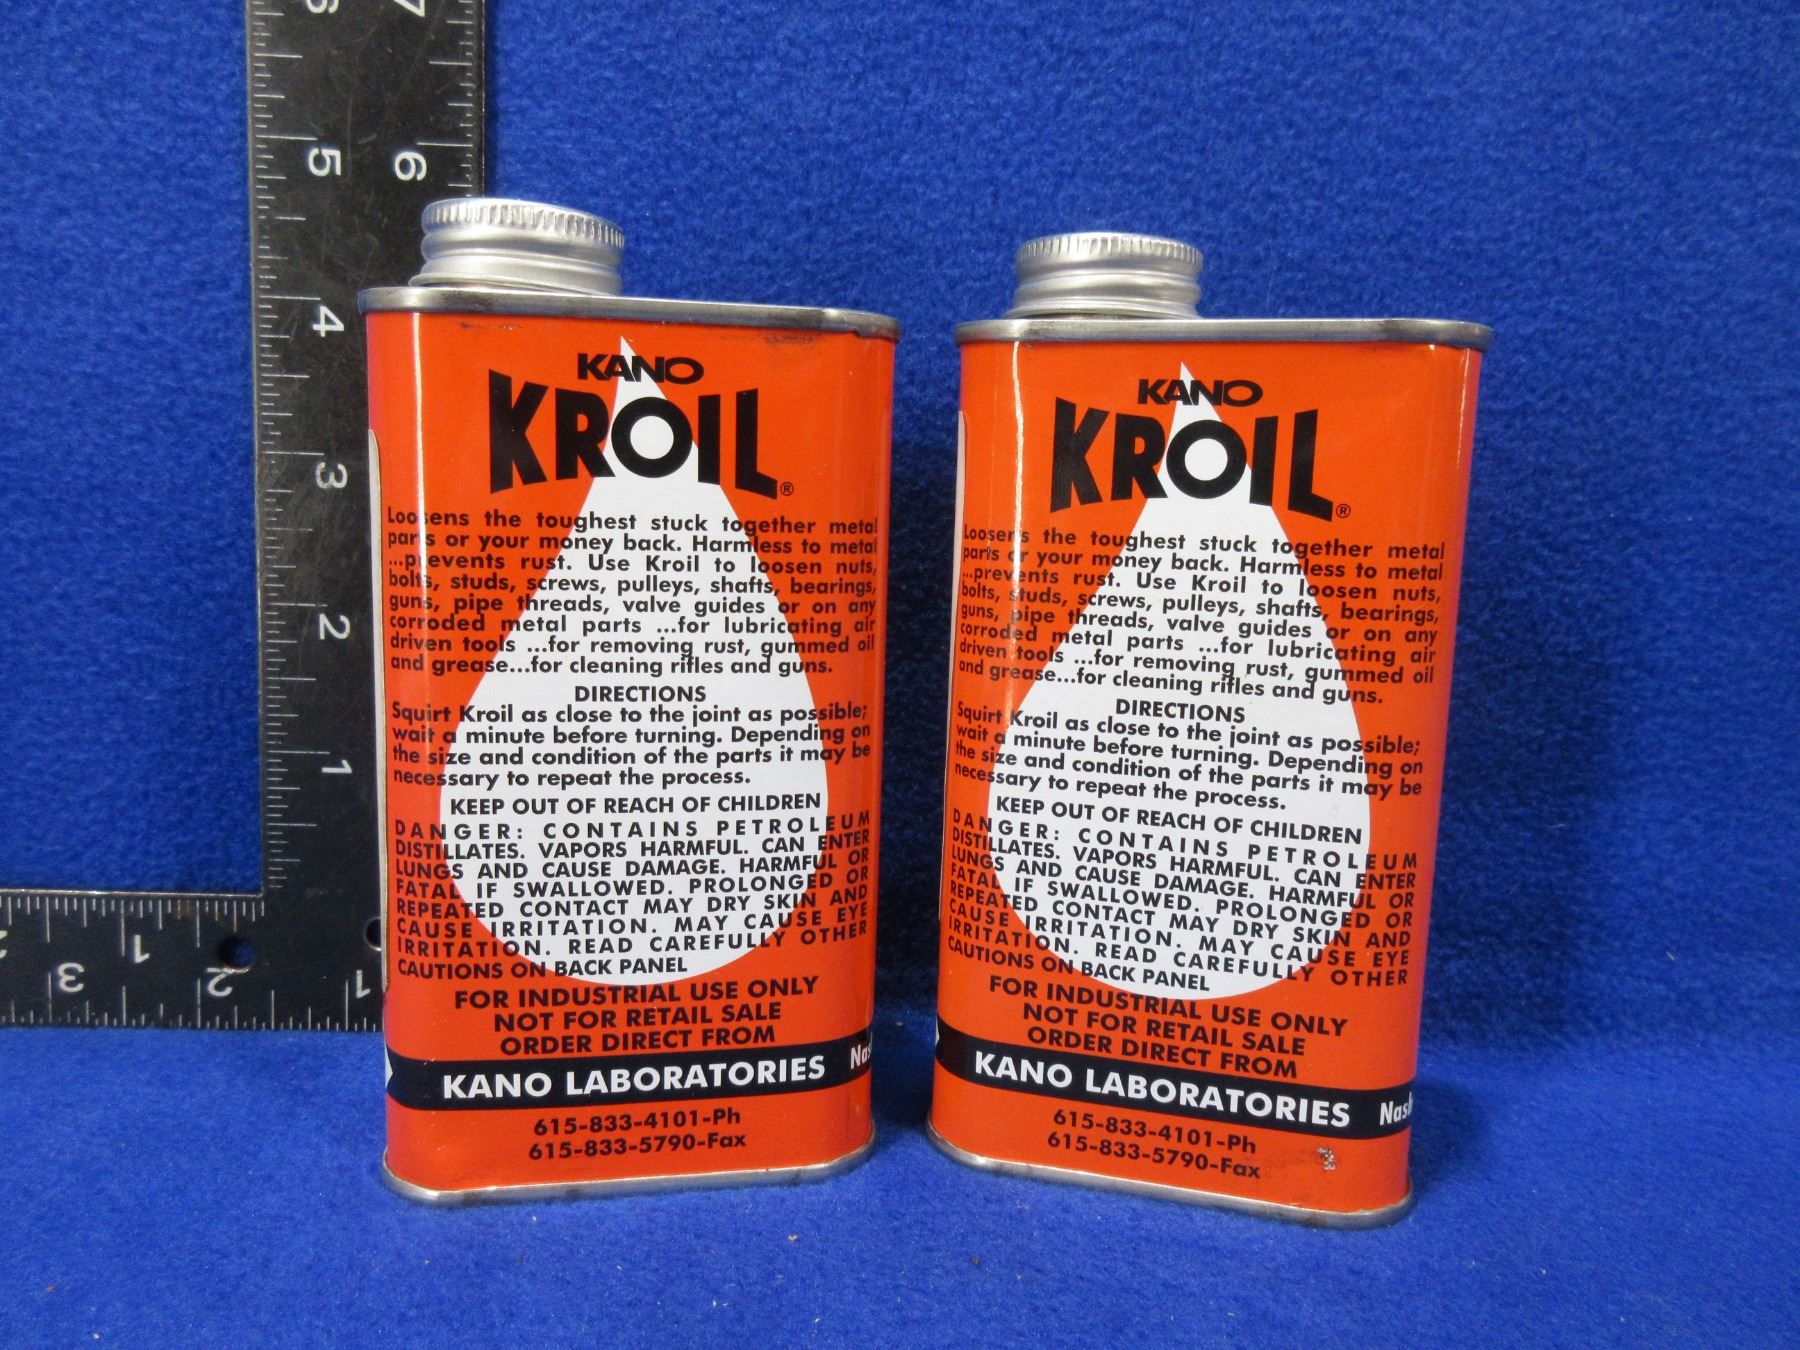 7
6
5
6
4
3
2
1
1
2
3
1
2
1
KANO
KROIL®
Loosens the toughest stuck together metal
parts or your money back. Harmless to metal
...prevents rust. Use Kroil to loosen nuts,
bolts, studs, screws, pulleys, shafts, bearings,
guns, pipe threads, valve guides or on any
corroded metal parts ...for lubricating air
driven tools ...for removing rust, gummed oil
and grease...for cleaning rifles and guns.
DIRECTIONS
Squirt Kroil as close to the joint as possible;
wait a minute before turning. Depending on
the size and condition of the parts it may be
necessary to repeat the process.
KEEP OUT OF REACH OF CHILDREN
DANGER: CONTAINS PETROLEUM
DISTILLATES. VAPORS HARMFUL. CAN ENTER
LUNGS AND CAUSE DAMAGE. HARMFUL OR
FATAL IF SWALLOWED. PROLONGED OR
REPEATED CONTACT MAY DRY SKIN AND
CAUSE IRRITATION. MAY CAUSE EYE
IRRITATION. READ CAREFULLY OTHER
CAUTIONS ON BACK PANEL
FOR INDUSTRIAL USE ONLY
NOT FOR RETAIL SALE
ORDER DIRECT FROM
KANO LABORATORIES Nas
615-833-4101-Ph
615-833-5790-Fax
KANO
KROIL®
Loosens the toughest stuck together metal
parts or your money back. Harmless to metal
...prevents rust. Use Kroil to loosen nuts,
bolts, studs, screws, pulleys, shafts, bearings,
guns, pipe threads, valve guides or on any
corroded metal parts ...for lubricating air
driven tools ...for removing rust, gummed oil
and grease...for cleaning rifles and guns.
DIRECTIONS
Squirt Kroil as close to the joint as possible;
wait a minute before turning. Depending on
the size and condition of the parts it may be
necessary to repeat the process.
KEEP OUT OF REACH OF CHILDREN
DANGER: CONTAINS PETROLEUM
DISTILLATES. VAPORS HARMFUL. CAN ENTER
LUNGS AND CAUSE DAMAGE. HARMFUL OR
FATAL IF SWALLOWED. PROLONGED OR
REPEATED CONTACT MAY DRY SKIN AND
CAUSE IRRITATION. MAY CAUSE EYE
IRRITATION. READ CAREFULLY OTHER
CAUTIONS ON BACK PANEL
FOR INDUSTRIAL USE ONLY
NOT FOR RETAIL SALE
ORDER DIRECT FROM
KANO LABORATORIES Nash
615-833-4101-Ph
615-833-5790-Fax